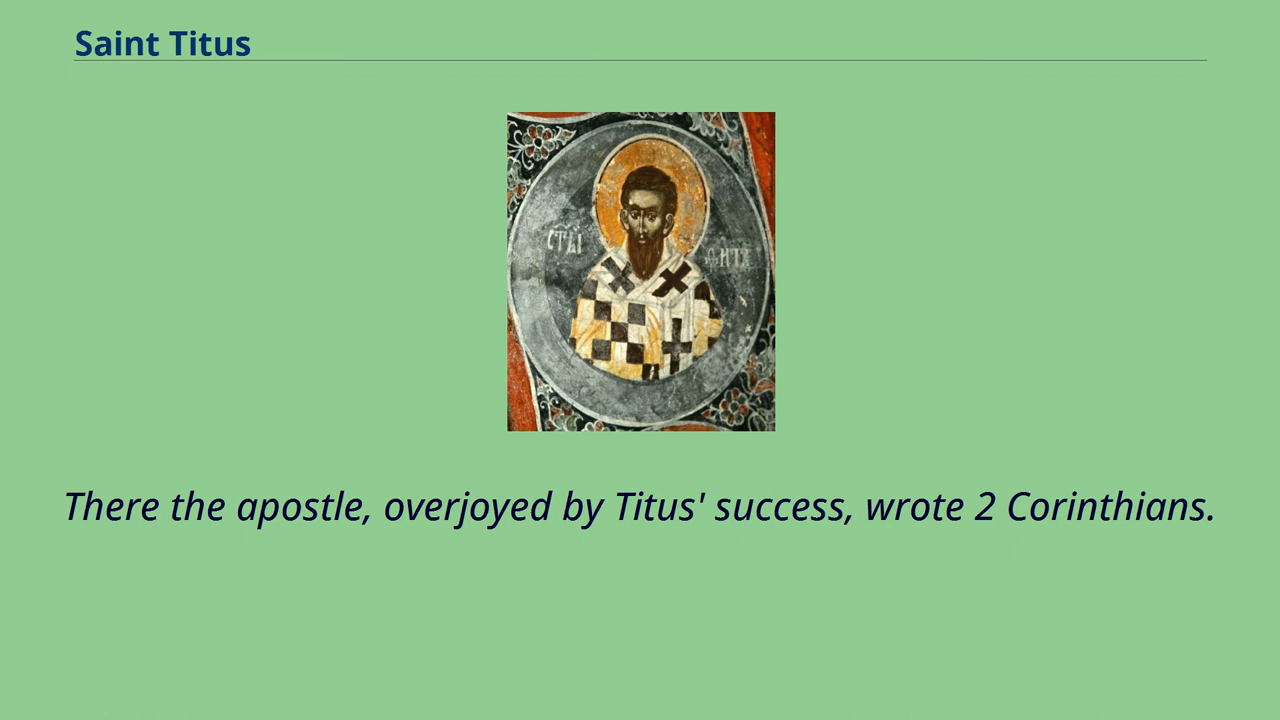 Saint Titus
There the apostle, overjoyed by Titus' success, wrote 2 Corinthians.